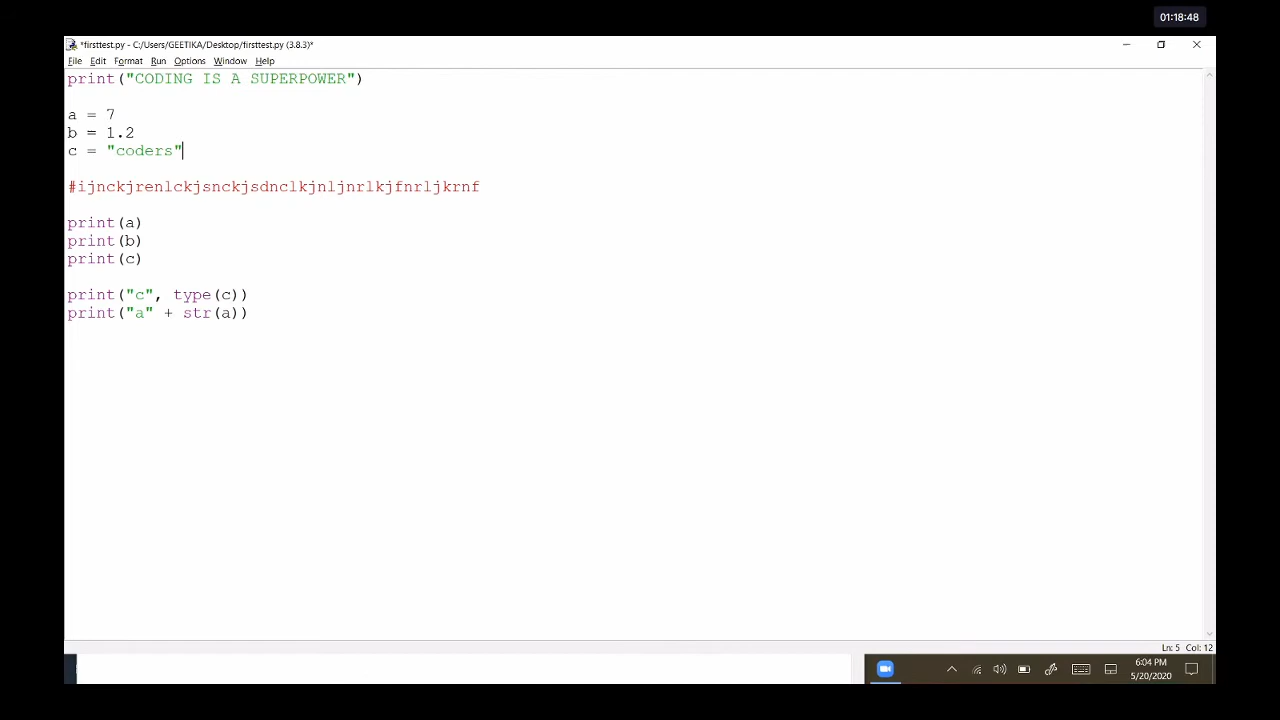 01:18:48
*firsttest.py - C:/Users/GEETIKA/Desktop/firsttest.py (3.8.3)*
File Edit Format Run Options Window Help
print("CODING IS A SUPERPOWER")
a = 7
b = 1.2
c = "coders"
#ijnckjrenlckjsnckjsdnclkjnljnrlkjfnrljkrnf
print(a)
print(b)
print(c)
print("c", type(c))
print("a" + str(a))
Ln: 5 Col: 12
6:04 PM
5/20/2020